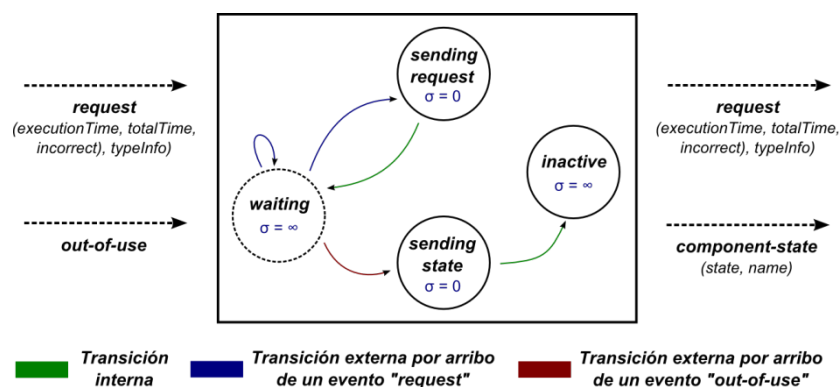 sending
request
σ = 0
request
(executionTime, totalTime,
incorrect), typeInfo)
request
(executionTime, totalTime,
incorrect), typeInfo)
inactive
σ = ∞
waiting
σ = ∞
out-of-use
sending
state
σ = 0
component-state
(state, name)
Transición
interna
Transición externa por arribo
de un evento "request"
Transición externa por arribo
de un evento "out-of-use"